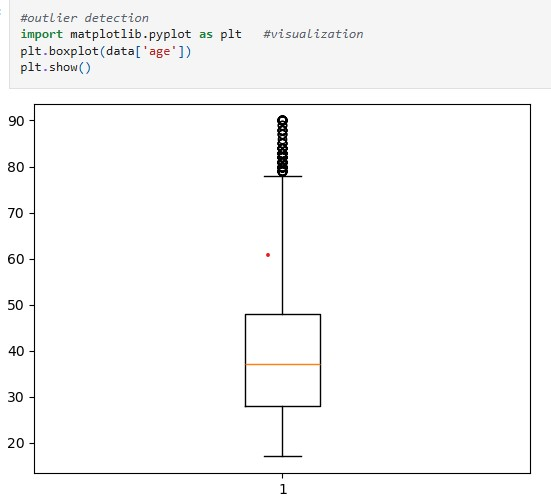 #outlier detection
import matplotlib.pyplot as plt   #visualization
plt.boxplot(data['age'])
plt.show()
90
80
70
60
50
40
30
20
1